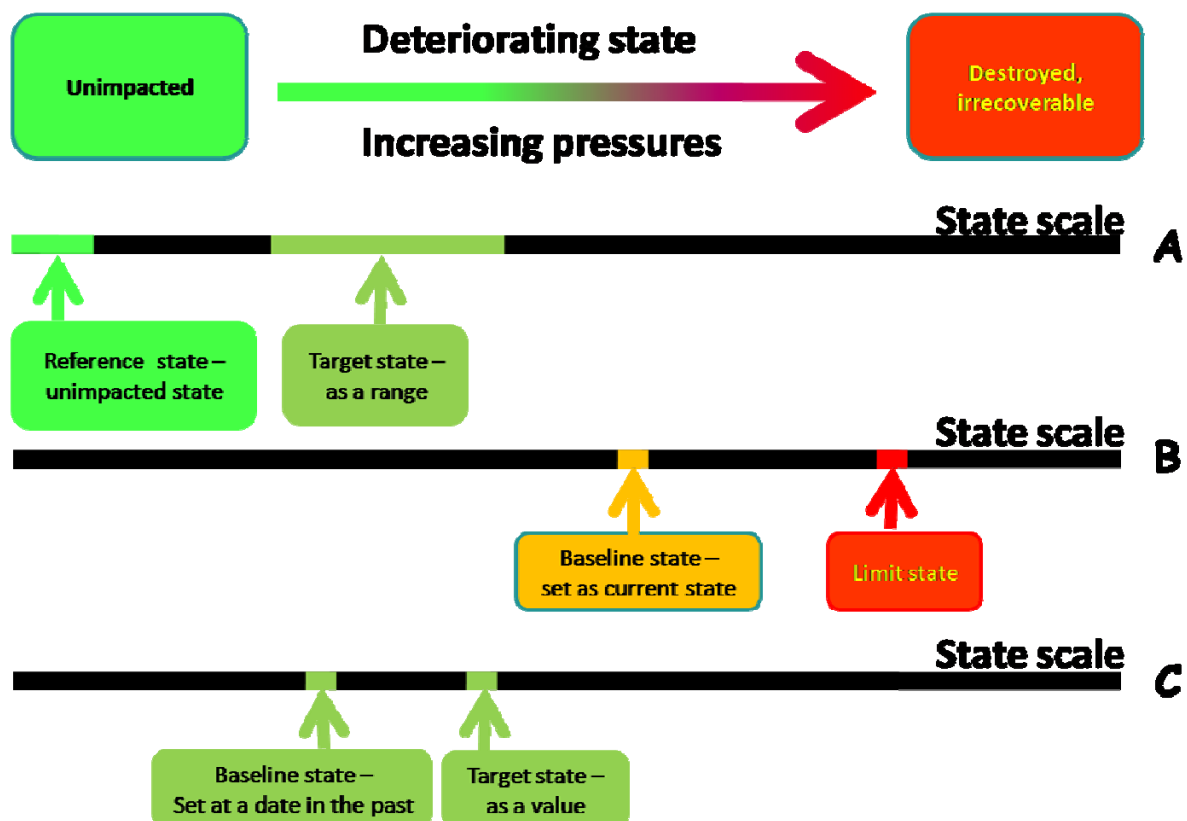 Unimpacted
Deteriorating state
Increasing pressures
Destroyed,
irrecoverable
State scale
A
Reference state –
unimpacted state
Target state –
as a range
State scale
B
Baseline state –
set as current state
Limit state
State scale
C
Baseline state –
Set at a date in the past
Target state –
as a value